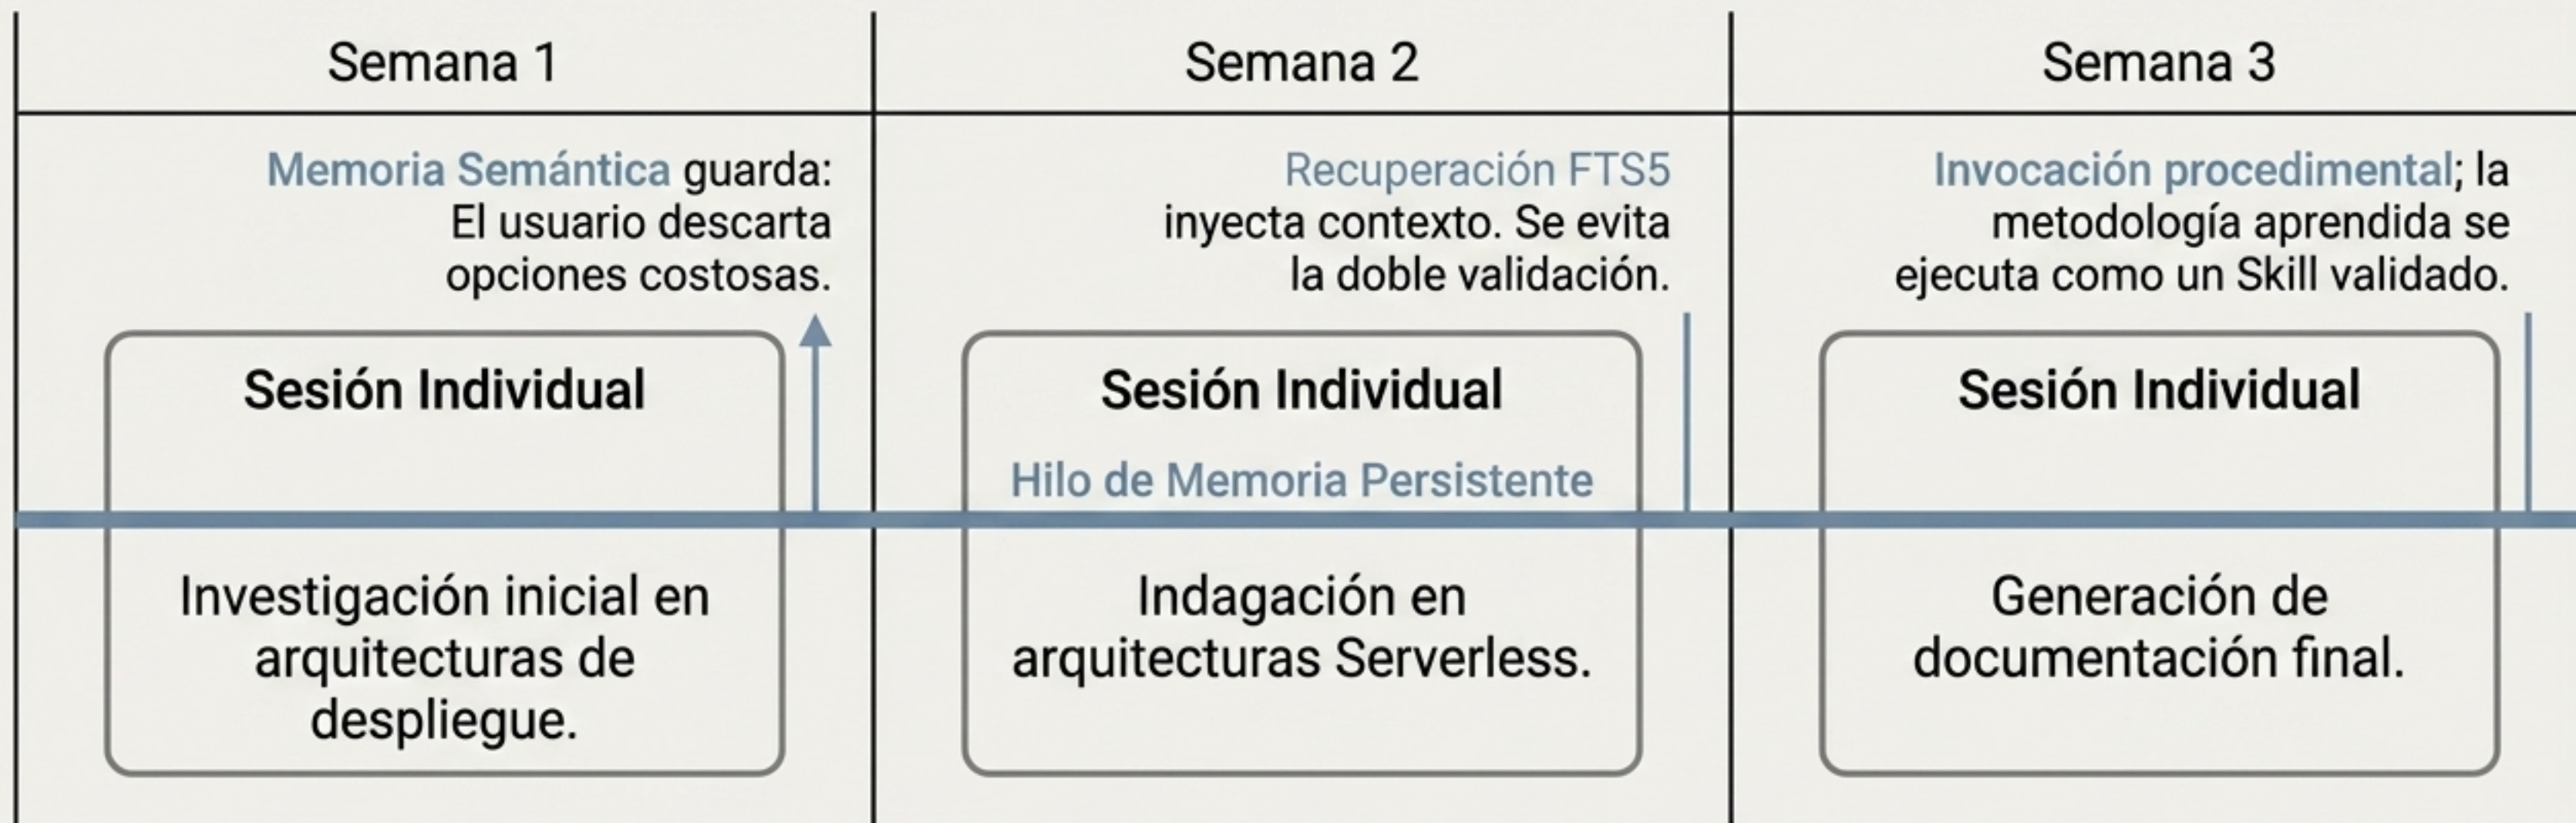 Semana 1
Memoria Semántica guarda:
El usuario descarta
opciones costosas.
Sesión Individual
Investigación inicial en
arquitecturas de
despliegue.
Semana 2
Recuperación FTS5
inyecta contexto. Se evita
la doble validación.
Sesión Individual
Hilo de Memoria Persistente
Indagación en
arquitecturas Serverless.
Semana 3
Invocación procedimental; la
metodología aprendida se
ejecuta como un Skill validado.
Sesión Individual
Generación de
documentación final.